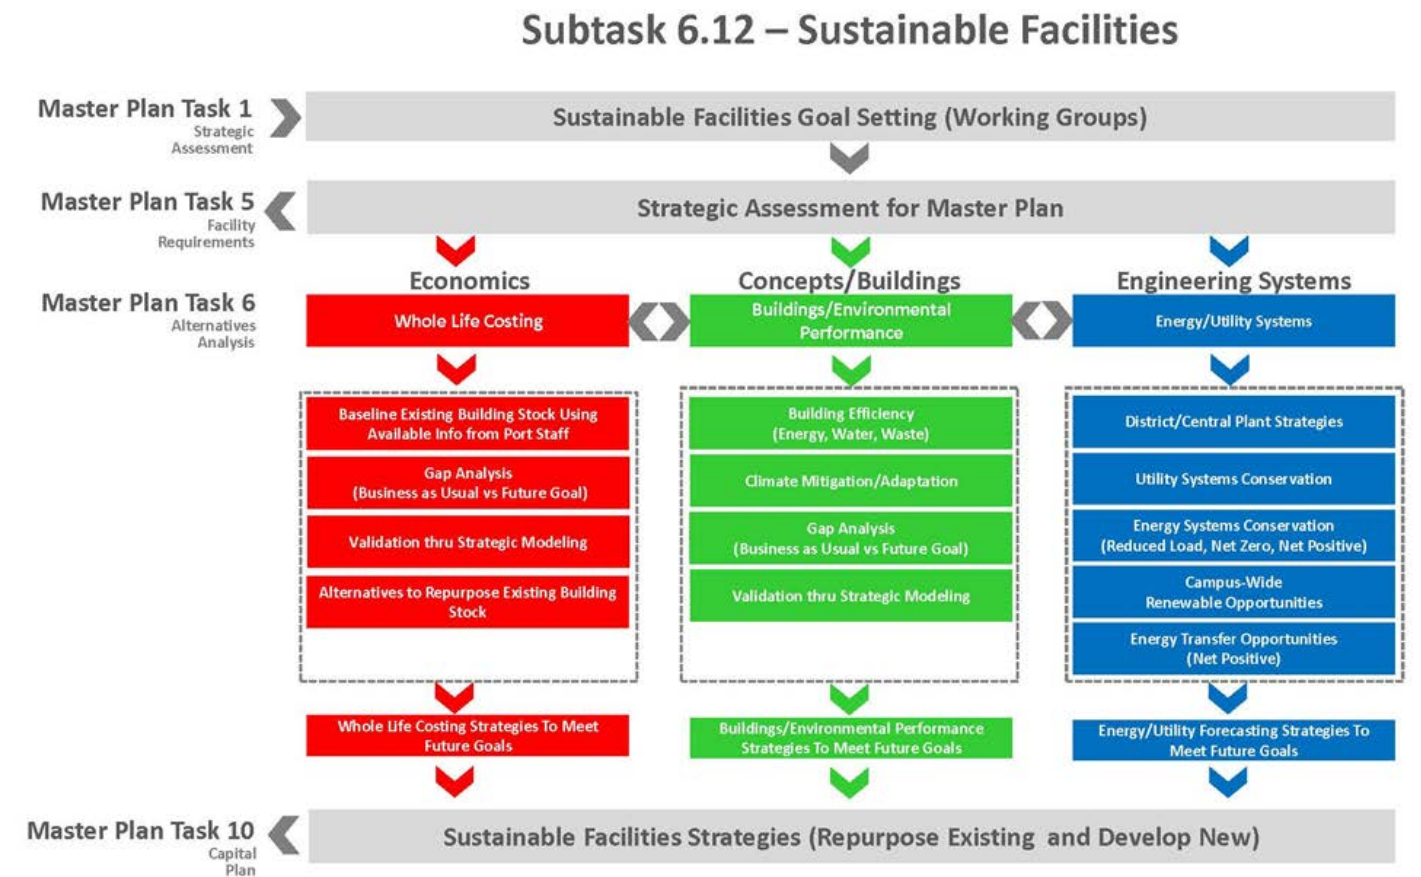 Subtask 6.12 – Sustainable Facilities
Master Plan Task 1
Strategic
Assessment
Sustainable Facilities Goal Setting (Working Groups)
Master Plan Task 5
Facility
Requirements
Strategic Assessment for Master Plan
Master Plan Task 6
Alternatives
Analysis
Economics
Whole Life Costing
Baseline Existing Building Stock Using
Available Info from Port Staff
Gap Analysis
(Business as Usual vs Future Goal)
Validation thru Strategic Modeling
Alternatives to Repurpose Existing Building
Stock
Whole Life Costing Strategies To Meet
Future Goals
Concepts/Buildings
Buildings/Environmental
Performance
Building Efficiency
(Energy, Water, Waste)
Climate Mitigation/Adaptation
Gap Analysis
(Business as Usual vs Future Goal)
Validation thru Strategic Modeling
Buildings/Environmental Performance
Strategies To Meet Future Goals
Engineering Systems
Energy/Utility Systems
District/Central Plant Strategies
Utility Systems Conservation
Energy Systems Conservation
(Reduced Load, Net Zero, Net Positive)
Campus-Wide
Renewable Opportunities
Energy Transfer Opportunities
(Net Positive)
Energy/Utility Forecasting Strategies To
Meet Future Goals
Master Plan Task 10
Capital
Plan
Sustainable Facilities Strategies (Repurpose Existing and Develop New)